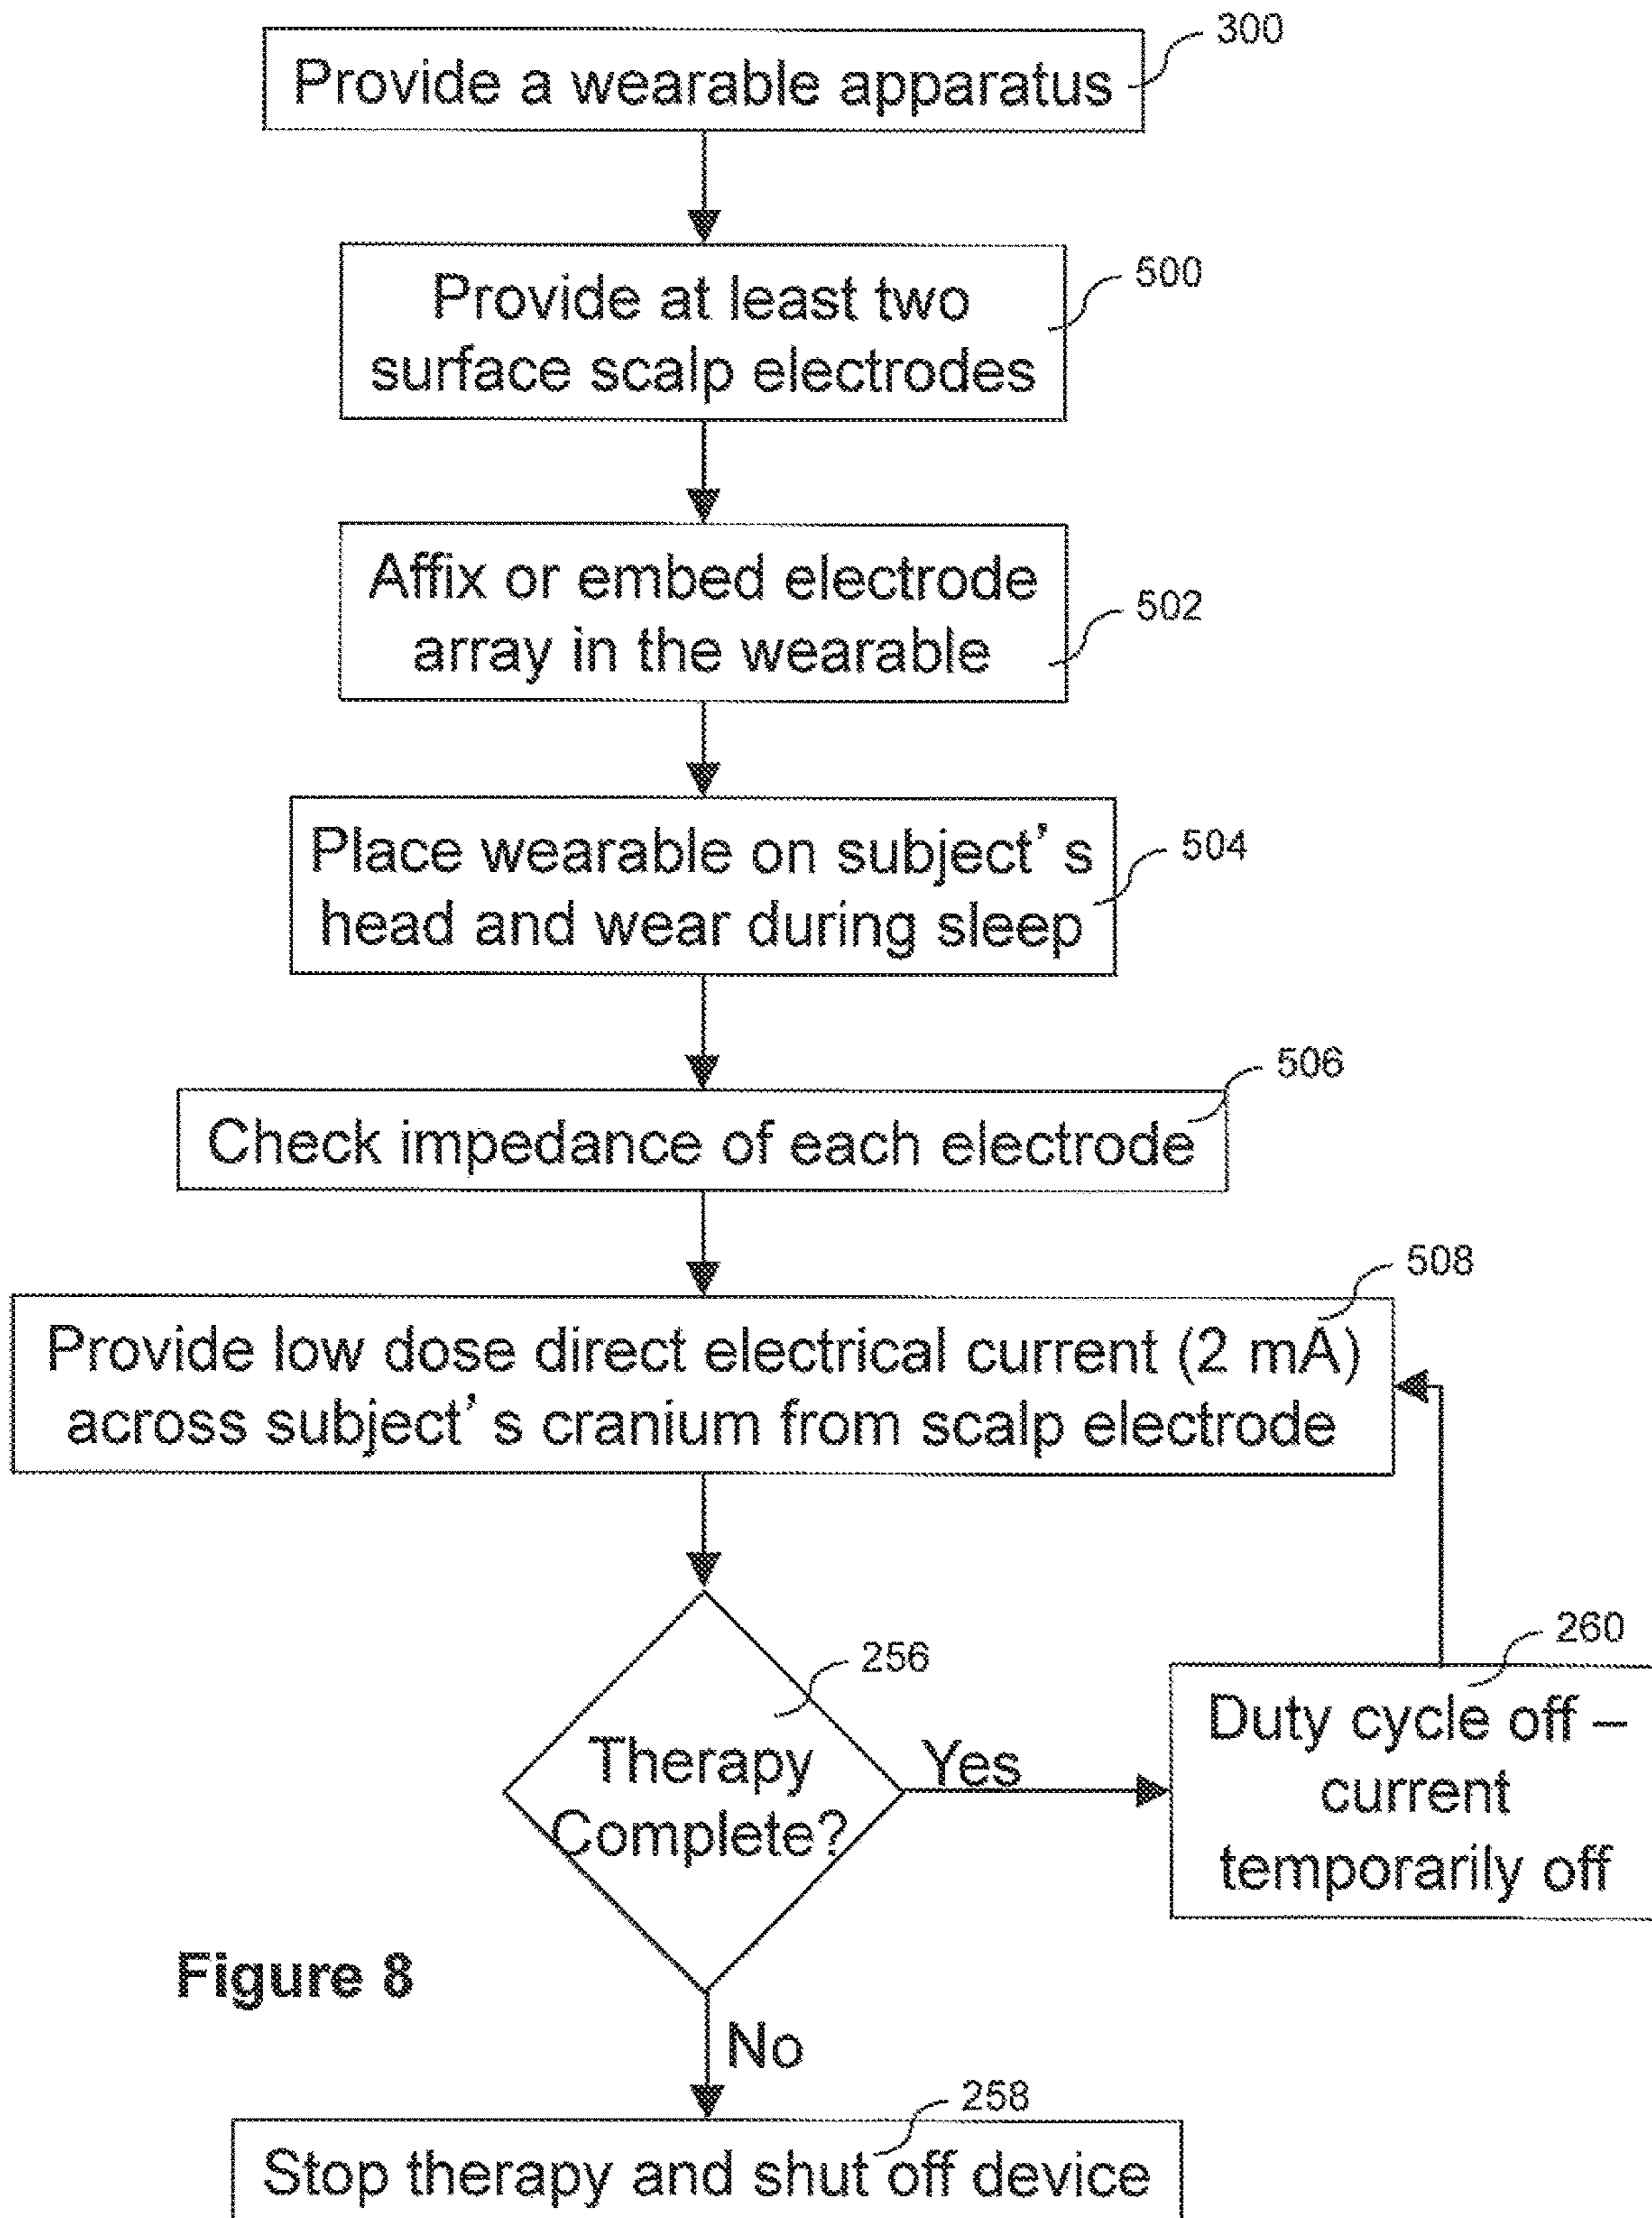 300
Provide a wearable apparatus
500
Provide at least two
surface scalp electrodes
502
Affix or embed electrode
array in the wearable
504
Place wearable on subject's
head and wear during sleep
506
Check impedance of each electrode
508
Provide low dose direct electrical current (2 mA)
across subject's cranium from scalp electrode
256
Therapy
Complete?
Yes
260
Duty cycle off –
current
temporarily off
Figure 8
No
258
Stop therapy and shut off device